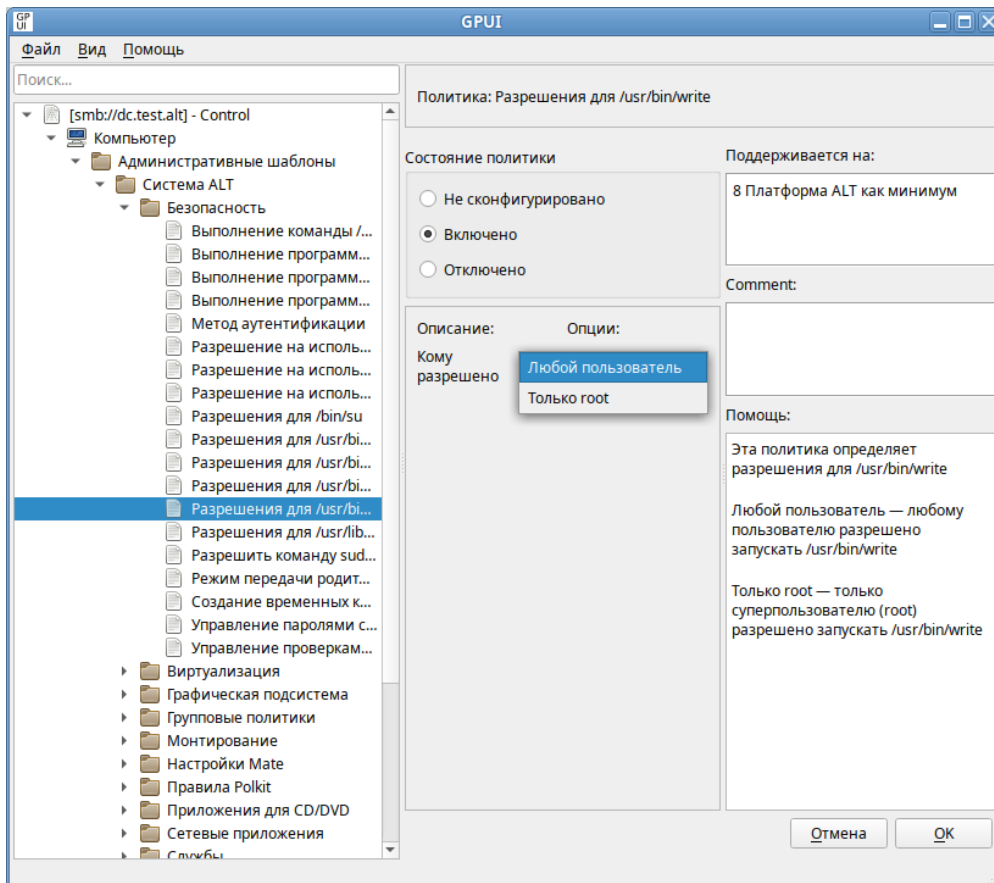 GP
UI
GPUI
Файл Вид Помощь
Поиск...
[smb://dc.test.alt] - Control
Компьютер
Административные шаблоны
Система ALT
Безопасность
Выполнение команды /...
Выполнение программ...
Выполнение программ...
Выполнение программ...
Метод аутентификации
Разрешение на исполь...
Разрешение на исполь...
Разрешение на исполь...
Разрешения для /bin/su
Разрешения для /usr/bi...
Разрешения для /usr/bi...
Разрешения для /usr/bi...
Разрешения для /usr/bi...
Разрешения для /usr/lib...
Разрешить команду sud...
Режим передачи родит...
Создание временных к...
Управление паролями с...
Управление проверкам...
Виртуализация
Графическая подсистема
Групповые политики
Монтирование
Настройки Mate
Правила Polkit
Приложения для CD/DVD
Сетевые приложения
Службы
Политика: Разрешения для /usr/bin/write
Состояние политики
Не сконфигурировано
Включено
Отключено
Описание: Опции:
Кому
разрешено
Любой пользователь
Только root
Поддерживается на:
8 Платформа ALT как минимум
Comment:
Помощь:
Эта политика определяет
разрешения для /usr/bin/write
Любой пользователь — любому
пользователю разрешено
запускать /usr/bin/write
Только root — только
суперпользователю (root)
разрешено запускать /usr/bin/write
Отмена
OK